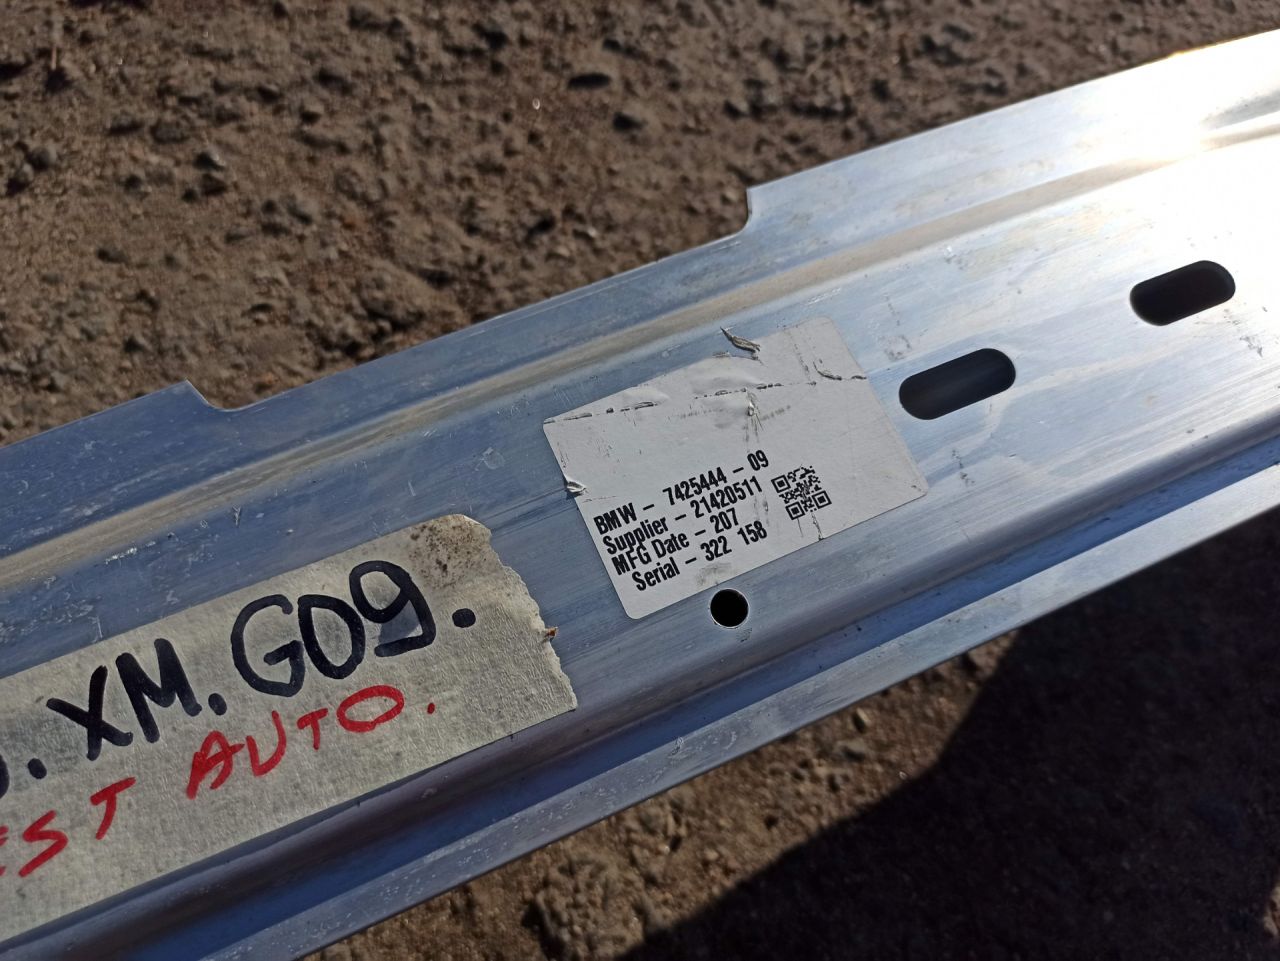 BMW - 7425444 - 09
Supplier - 21420511
MFG Date - 207
Serial - 322 158
. XM. G09.
AUTO.